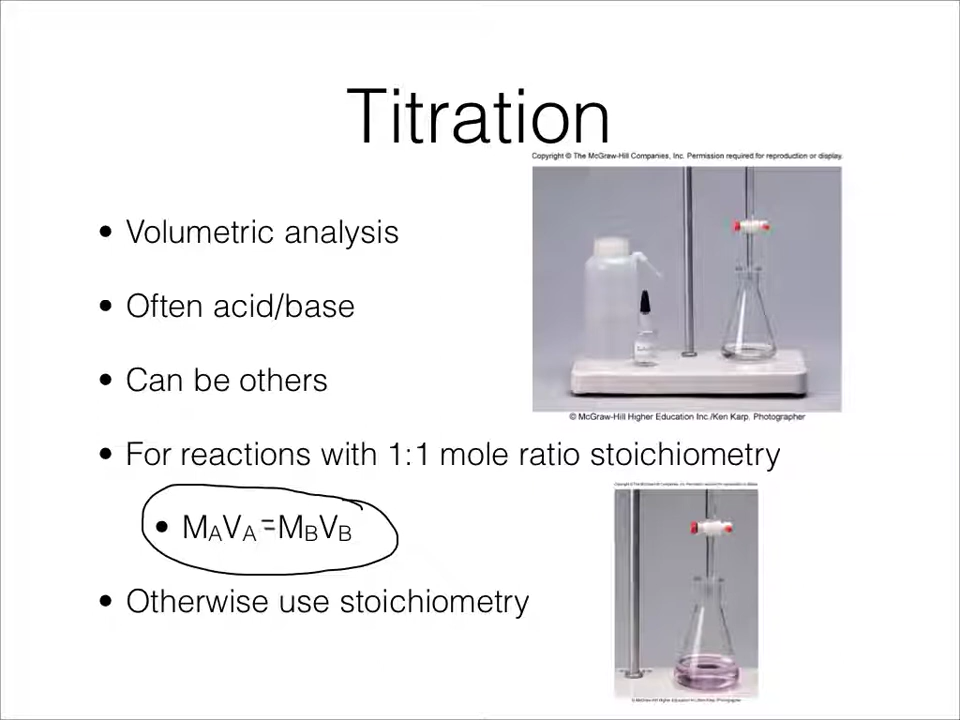 Titration
Copyright © The McGraw-Hill Companies, Inc. Permission required for reproduction or display.
• Volumetric analysis
• Often acid/base
• Can be others
© McGraw-Hill Higher Education Inc./Ken Karp, Photographer
• For reactions with 1:1 mole ratio stoichiometry
• MAVA=MBVB
• Otherwise use stoichiometry